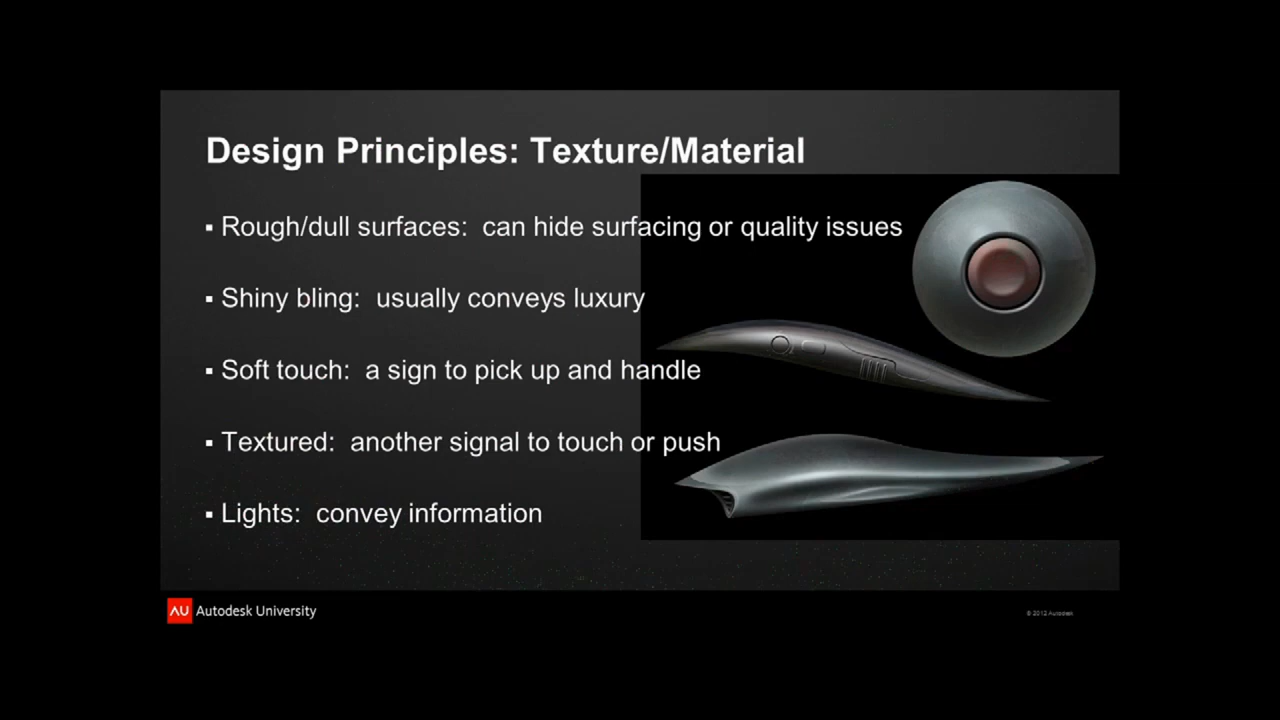 Design Principles: Texture/Material
▪ Rough/dull surfaces: can hide surfacing or quality issues
▪ Shiny bling: usually conveys luxury
▪ Soft touch: a sign to pick up and handle
▪ Textured: another signal to touch or push
▪ Lights: convey information
AU Autodesk University
© 2012 Autodesk